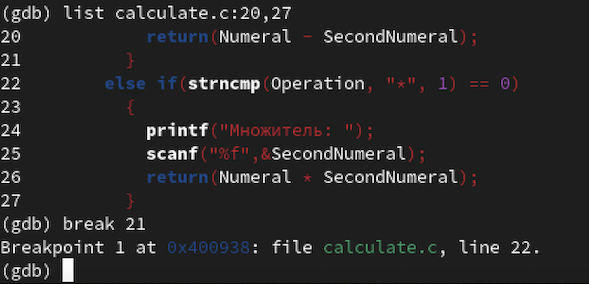 (gdb) list calculate.c:20,27
20 return(Numeral - SecondNumeral);
21 }
22 else if(strncmp(Operation, "*", 1) == 0)
23 {
24 printf("Множитель: ");
25 scanf("%f",&SecondNumeral);
26 return(Numeral * SecondNumeral);
27 }
(gdb) break 21
Breakpoint 1 at 0x400938: file calculate.c, line 22.
(gdb)